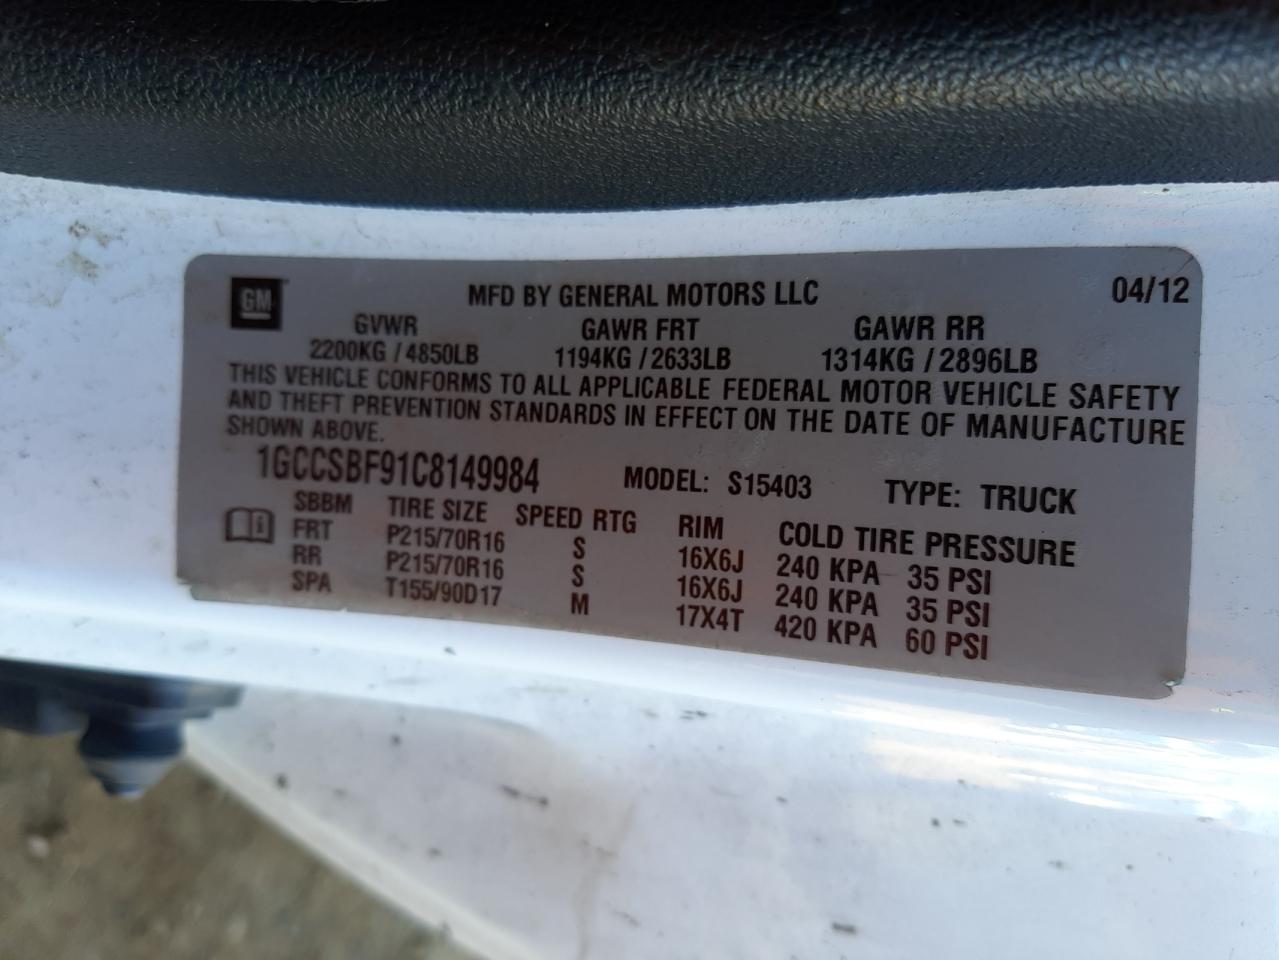 GM
MFD BY GENERAL MOTORS LLC 04/12
GVWR GAWR FRT GAWR RR
2200KG / 4850LB 1194KG / 2633LB 1314KG / 2896LB
THIS VEHICLE CONFORMS TO ALL APPLICABLE FEDERAL MOTOR VEHICLE SAFETY
AND THEFT PREVENTION STANDARDS IN EFFECT ON THE DATE OF MANUFACTURE
SHOWN ABOVE.
1GCCSBF91C8149984 MODEL: S15403 TYPE: TRUCK
SBBM TIRE SIZE SPEED RTG RIM COLD TIRE PRESSURE
FRT P215/70R16 S 16X6J 240 KPA 35 PSI
RR P215/70R16 S 16X6J 240 KPA 35 PSI
SPA T155/90D17 M 17X4T 420 KPA 60 PSI